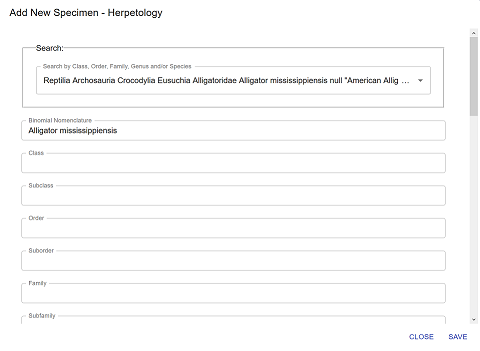 Add New Specimen - Herpetology
Search:
Search by Class, Order, Family, Genus and/or Species
Reptilia Archosauria Crocodylia Eusuchia Alligatoridae Alligator mississippiensis null "American Allig ...
Binomial Nomenclature
Alligator mississippiensis
Class
Subclass
Order
Suborder
Family
Subfamily
CLOSE SAVE